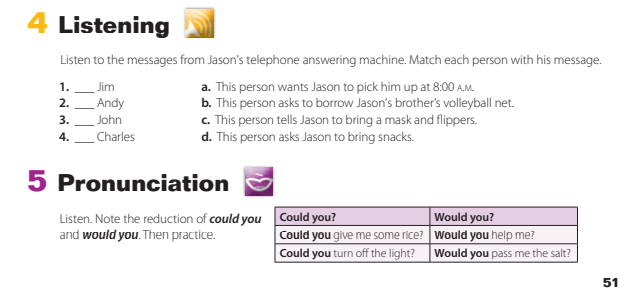 4 Listening
Listen to the messages from Jason's telephone answering machine. Match each person with his message.
1. ___ Jim a. This person wants Jason to pick him up at 8:00 A.M.
2. ___ Andy b. This person asks to borrow Jason's brother's volleyball net.
3. ___ John c. This person tells Jason to bring a mask and flippers.
4. ___ Charles d. This person asks Jason to bring snacks.
5 Pronunciation
Listen. Note the reduction of could you
and would you. Then practice.
Could you? Would you?
Could you give me some rice? Would you help me?
Could you turn off the light? Would you pass me the salt?
51